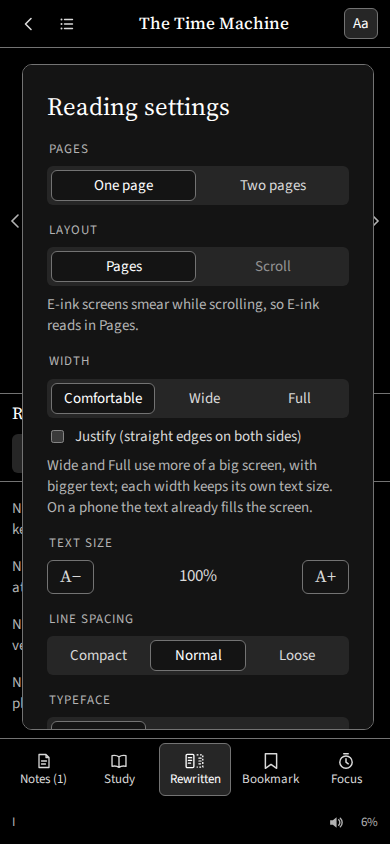 The Time Machine
Aa
Reading settings
PAGES
One page
Two pages
LAYOUT
Pages
Scroll
E-ink screens smear while scrolling, so E-ink
reads in Pages.
WIDTH
Comfortable
Wide
Full
Justify (straight edges on both sides)
Wide and Full use more of a big screen, with
bigger text; each width keeps its own text size.
On a phone the text already fills the screen.
TEXT SIZE
A−
100%
A+
LINE SPACING
Compact
Normal
Loose
TYPEFACE
Notes (1)
Study
Rewritten
Bookmark
Focus
I
6%